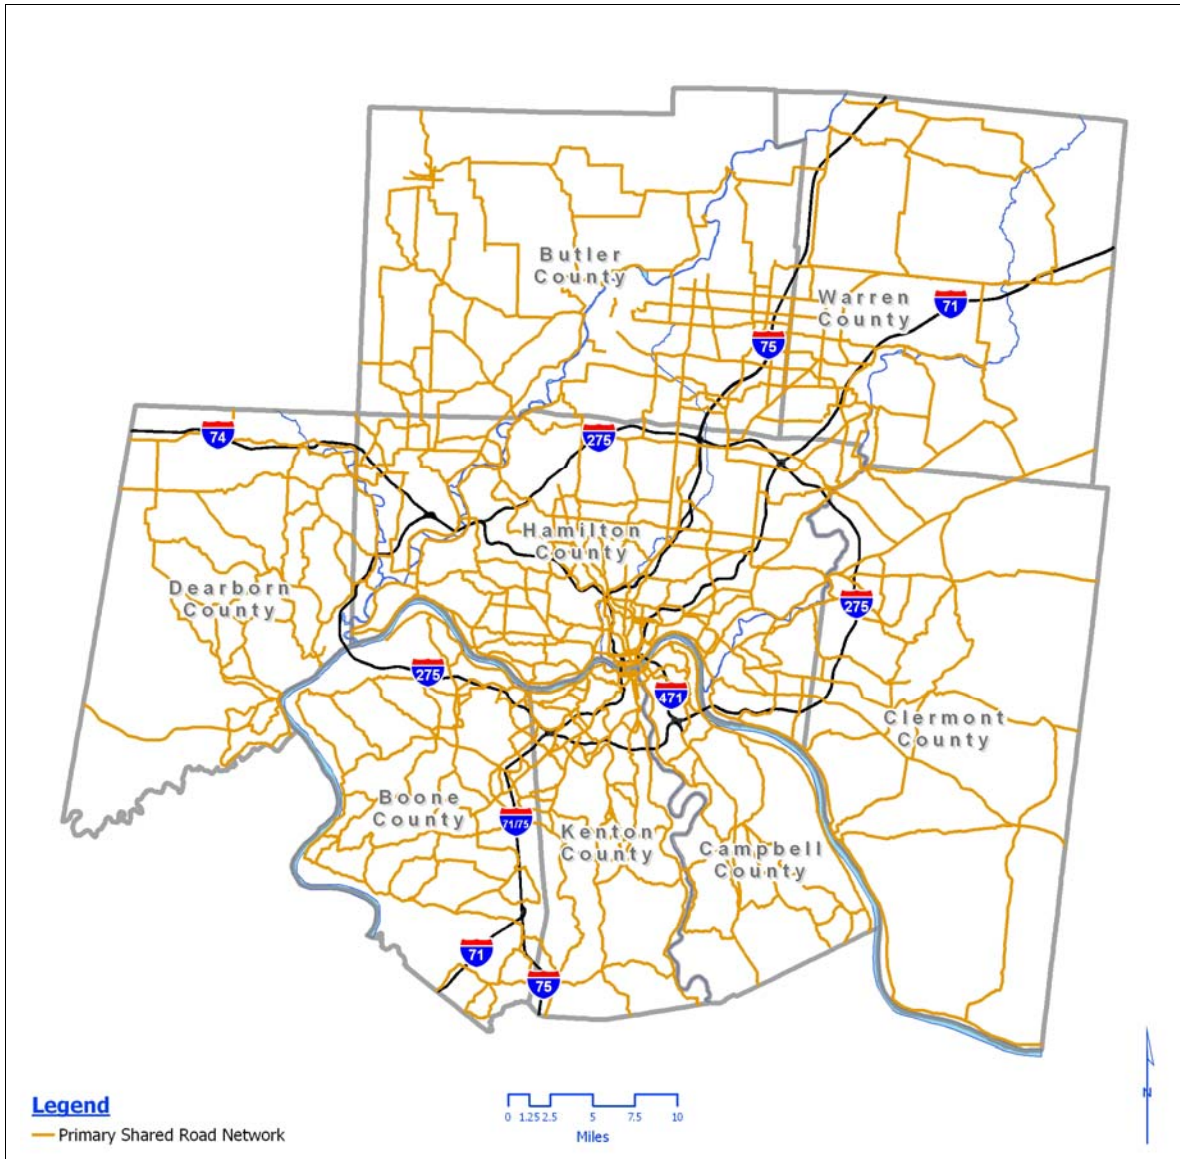 Butler
County
Warren
County
71
75
74
275
Hamilton
County
Dearborn
County
275
275
471
Clermont
County
Boone
County
71/75
Kenton
County
Campbell
County
71
75
Legend
Primary Shared Road Network
0 1.25 2.5 5 7.5 10
Miles
N